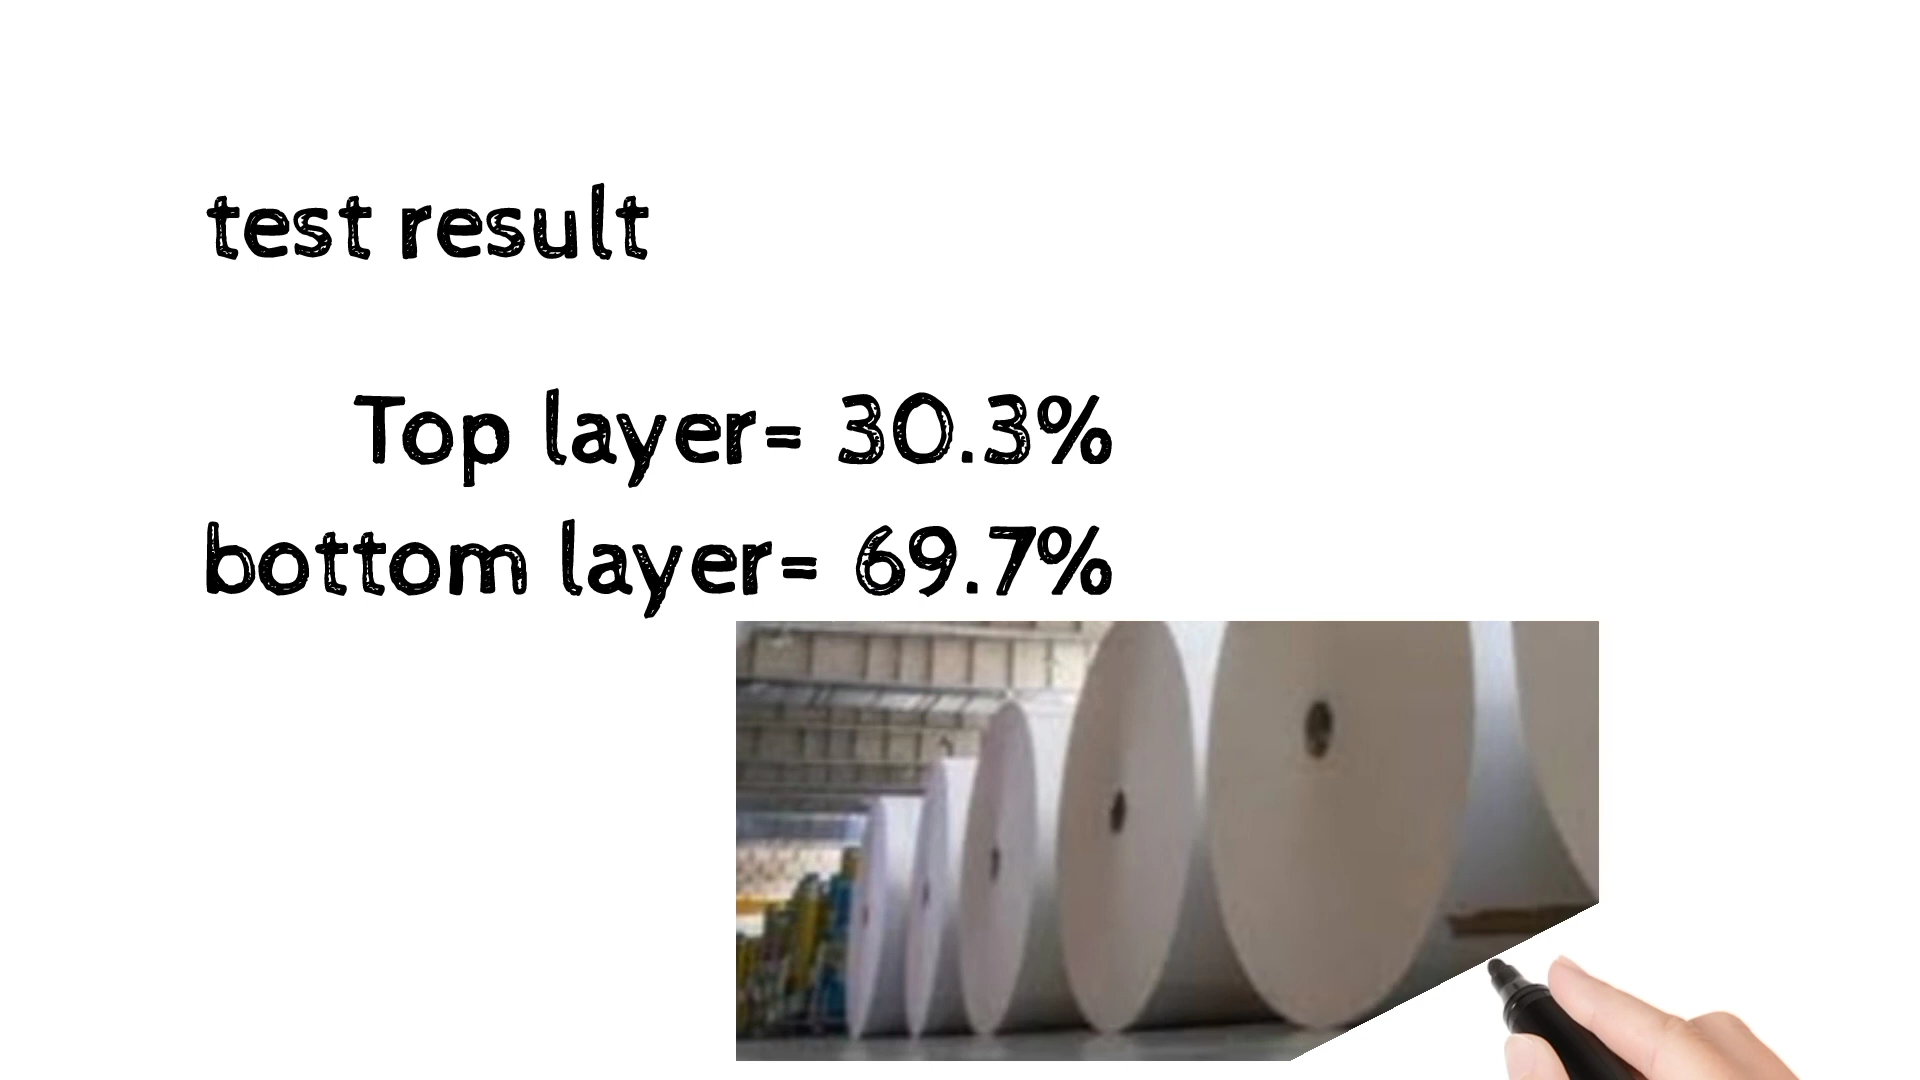 test result
Top layer= 30.3%
bottom layer= 69.7%